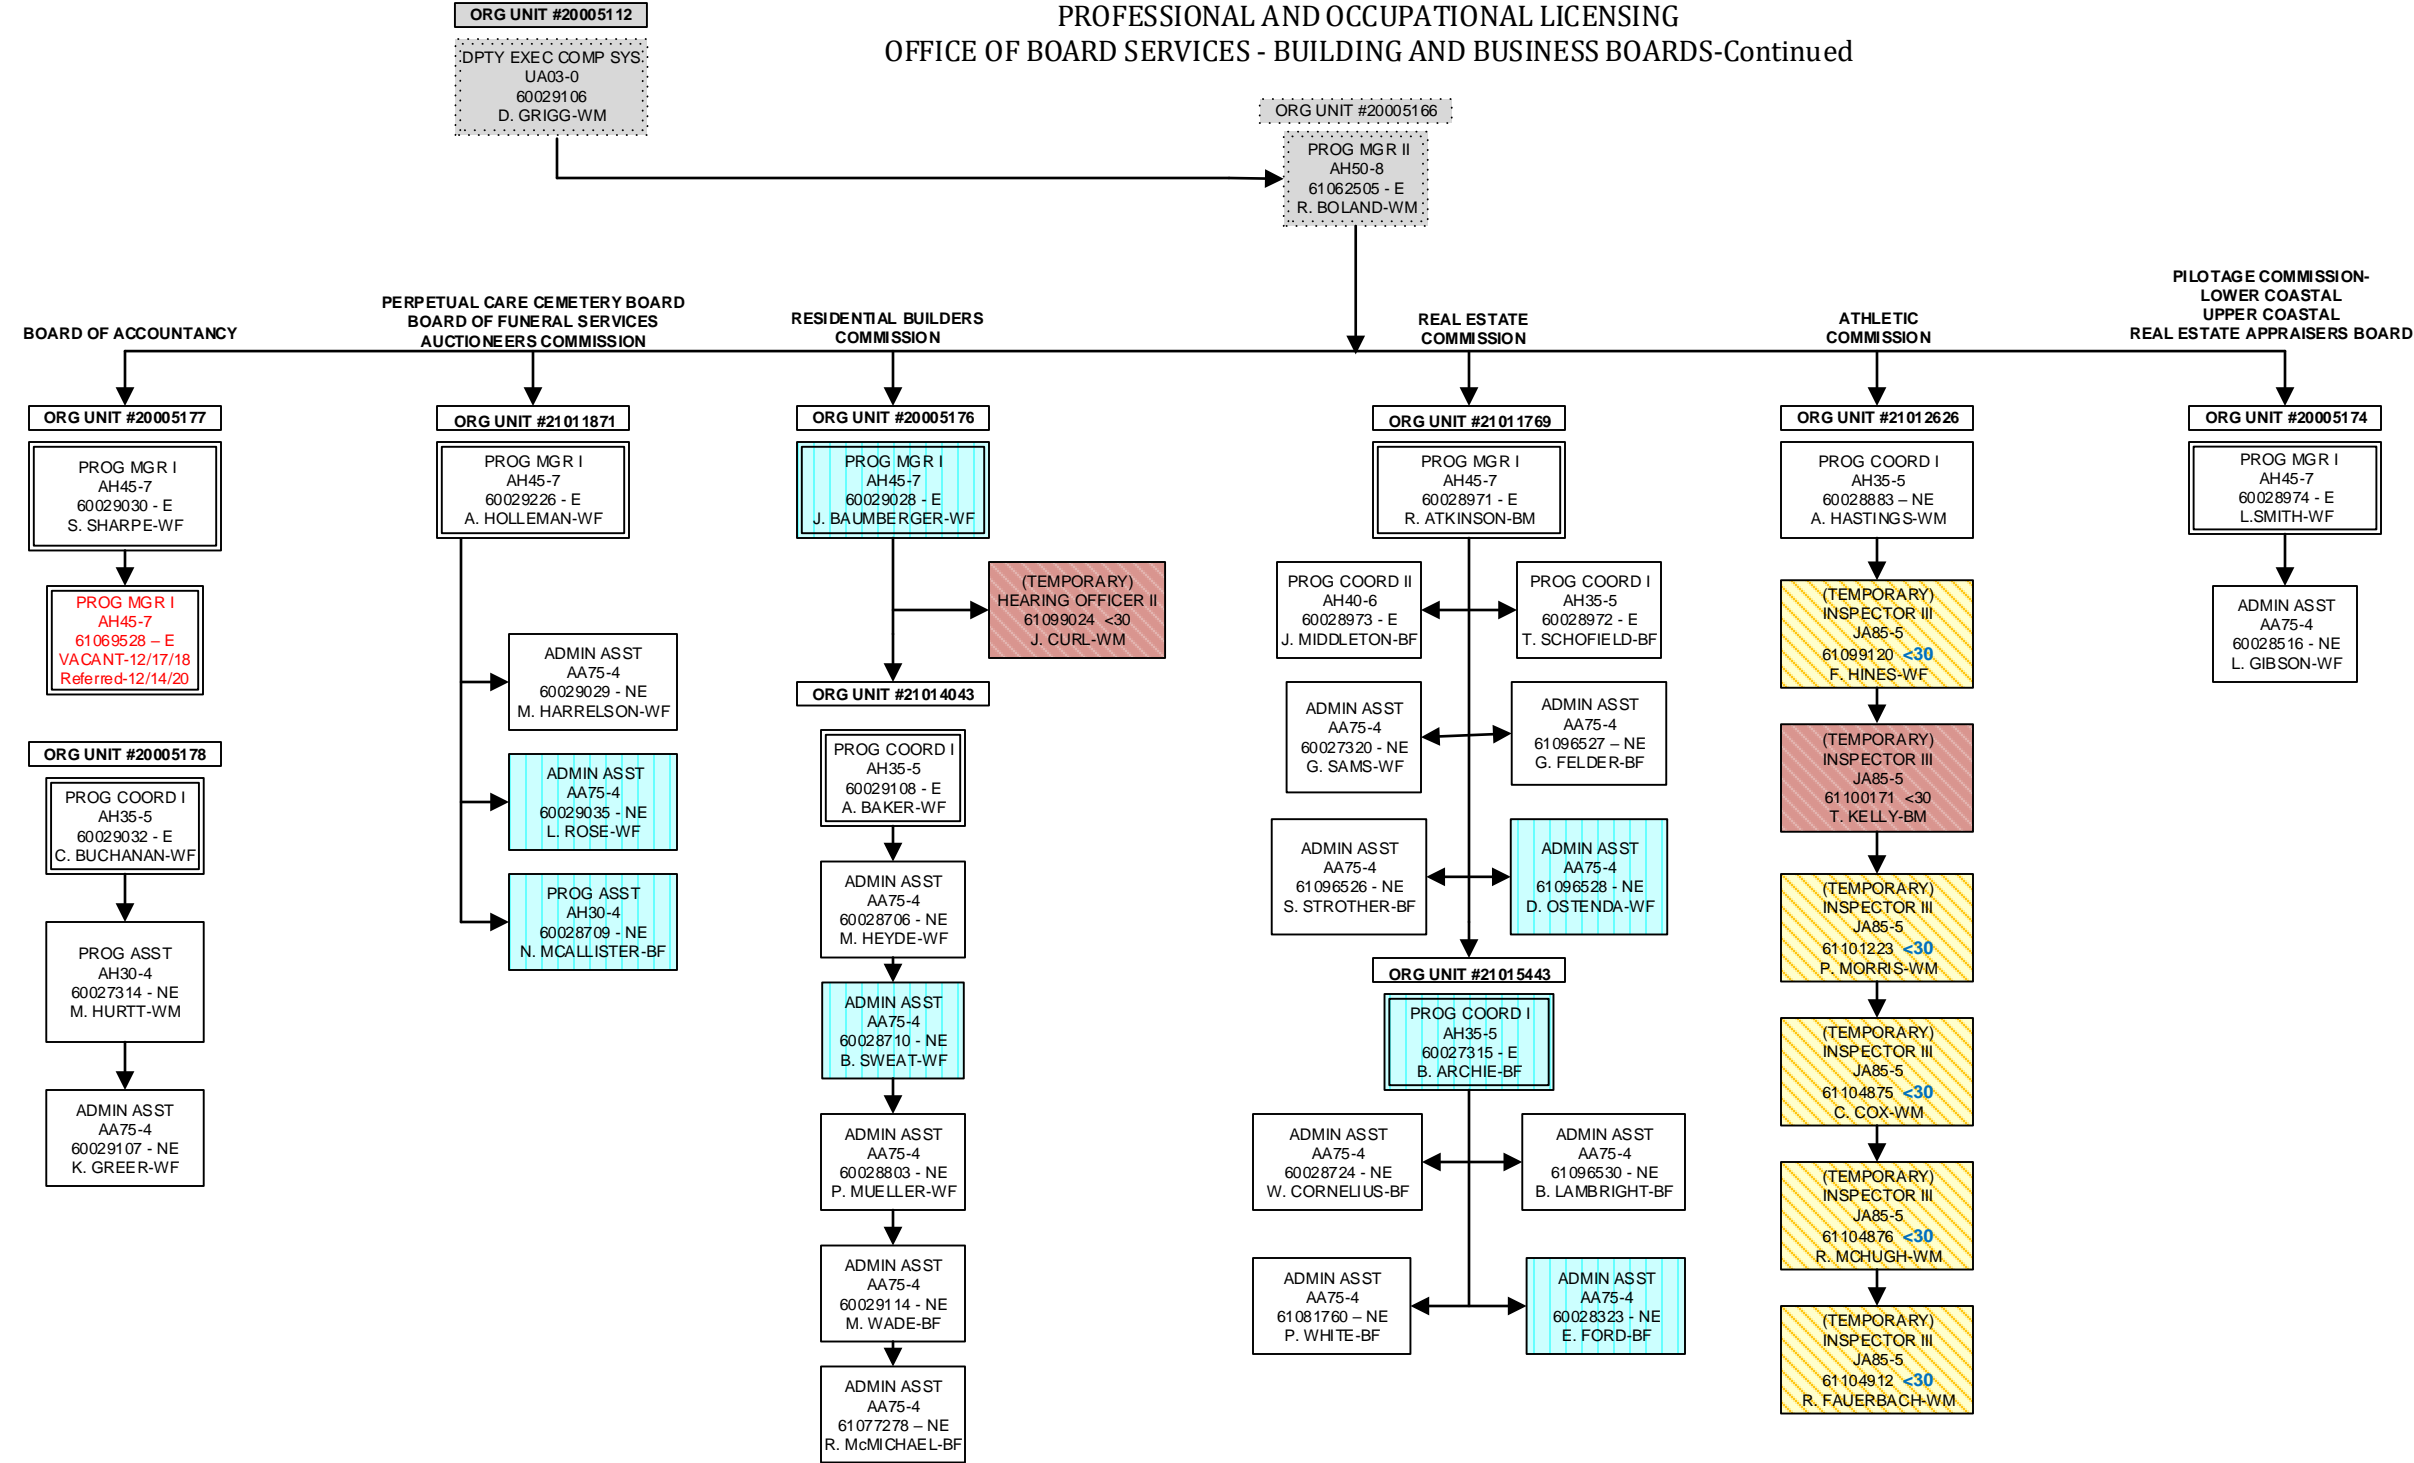 PROFESSIONAL AND OCCUPATIONAL LICENSING
OFFICE OF BOARD SERVICES - BUILDING AND BUSINESS BOARDS-Continued
ORG UNIT #20005112
DPTY EXEC COMP SYS
UA03-0
60029106
D. GRIGG-WM
ORG UNIT #20005166
PROG MGR II
AH50-8
61062505 - E
R. BOLAND-WM
BOARD OF ACCOUNTANCY
ORG UNIT #20005177
PROG MGR I
AH45-7
60029030 - E
S. SHARPE-WF
PROG MGR I
AH45-7
61069528 – E
VACANT-12/17/18
Referred-12/14/20
ORG UNIT #20005178
PROG COORD I
AH35-5
60029032 - E
C. BUCHANAN-WF
PROG ASST
AH30-4
60027314 - NE
M. HURTT-WM
ADMIN ASST
AA75-4
60029107 - NE
K. GREER-WF
PERPETUAL CARE CEMETERY BOARD
BOARD OF FUNERAL SERVICES
AUCTIONEERS COMMISSION
ORG UNIT #21011871
PROG MGR I
AH45-7
60029226 - E
A. HOLLEMAN-WF
ADMIN ASST
AA75-4
60029029 - NE
M. HARRELSON-WF
ADMIN ASST
AA75-4
60029035 - NE
L. ROSE-WF
PROG ASST
AH30-4
60028709 - NE
N. MCALLISTER-BF
RESIDENTIAL BUILDERS
COMMISSION
ORG UNIT #20005176
PROG MGR I
AH45-7
60029028 - E
J. BAUMBERGER-WF
(TEMPORARY)
HEARING OFFICER II
61099024 <30
J. CURL-WM
ORG UNIT #21014043
PROG COORD I
AH35-5
60029108 - E
A. BAKER-WF
ADMIN ASST
AA75-4
60028706 - NE
M. HEYDE-WF
ADMIN ASST
AA75-4
60028710 - NE
B. SWEAT-WF
ADMIN ASST
AA75-4
60028803 - NE
P. MUELLER-WF
ADMIN ASST
AA75-4
60029114 - NE
M. WADE-BF
ADMIN ASST
AA75-4
61077278 – NE
R. McMICHAEL-BF
REAL ESTATE
COMMISSION
ORG UNIT #21011769
PROG MGR I
AH45-7
60028971 - E
R. ATKINSON-BM
PROG COORD II
AH40-6
60028973 - E
J. MIDDLETON-BF
PROG COORD I
AH35-5
60028972 - E
T. SCHOFIELD-BF
ADMIN ASST
AA75-4
60027320 - NE
G. SAMS-WF
ADMIN ASST
AA75-4
61096527 – NE
G. FELDER-BF
ADMIN ASST
AA75-4
61096526 - NE
S. STROTHER-BF
ADMIN ASST
AA75-4
61096528 - NE
D. OSTENDA-WF
ORG UNIT #21015443
PROG COORD I
AH35-5
60027315 - E
B. ARCHIE-BF
ADMIN ASST
AA75-4
60028724 - NE
W. CORNELIUS-BF
ADMIN ASST
AA75-4
61096530 - NE
B. LAMBRIGHT-BF
ADMIN ASST
AA75-4
61081760 – NE
P. WHITE-BF
ADMIN ASST
AA75-4
60028323 - NE
E. FORD-BF
ATHLETIC
COMMISSION
ORG UNIT #21012626
PROG COORD I
AH35-5
60028883 – NE
A. HASTINGS-WM
(TEMPORARY)
INSPECTOR III
JA85-5
61099120 <30
F. HINES-WF
(TEMPORARY)
INSPECTOR III
JA85-5
61100171 <30
T. KELLY-BM
(TEMPORARY)
INSPECTOR III
JA85-5
61101223 <30
P. MORRIS-WM
(TEMPORARY)
INSPECTOR III
JA85-5
61104875 <30
C. COX-WM
(TEMPORARY)
INSPECTOR III
JA85-5
61104876 <30
R. MCHUGH-WM
(TEMPORARY)
INSPECTOR III
JA85-5
61104912 <30
R. FAUERBACH-WM
PILOTAGE COMMISSION-
LOWER COASTAL
UPPER COASTAL
REAL ESTATE APPRAISERS BOARD
ORG UNIT #20005174
PROG MGR I
AH45-7
60028974 - E
L.SMITH-WF
ADMIN ASST
AA75-4
60028516 - NE
L. GIBSON-WF